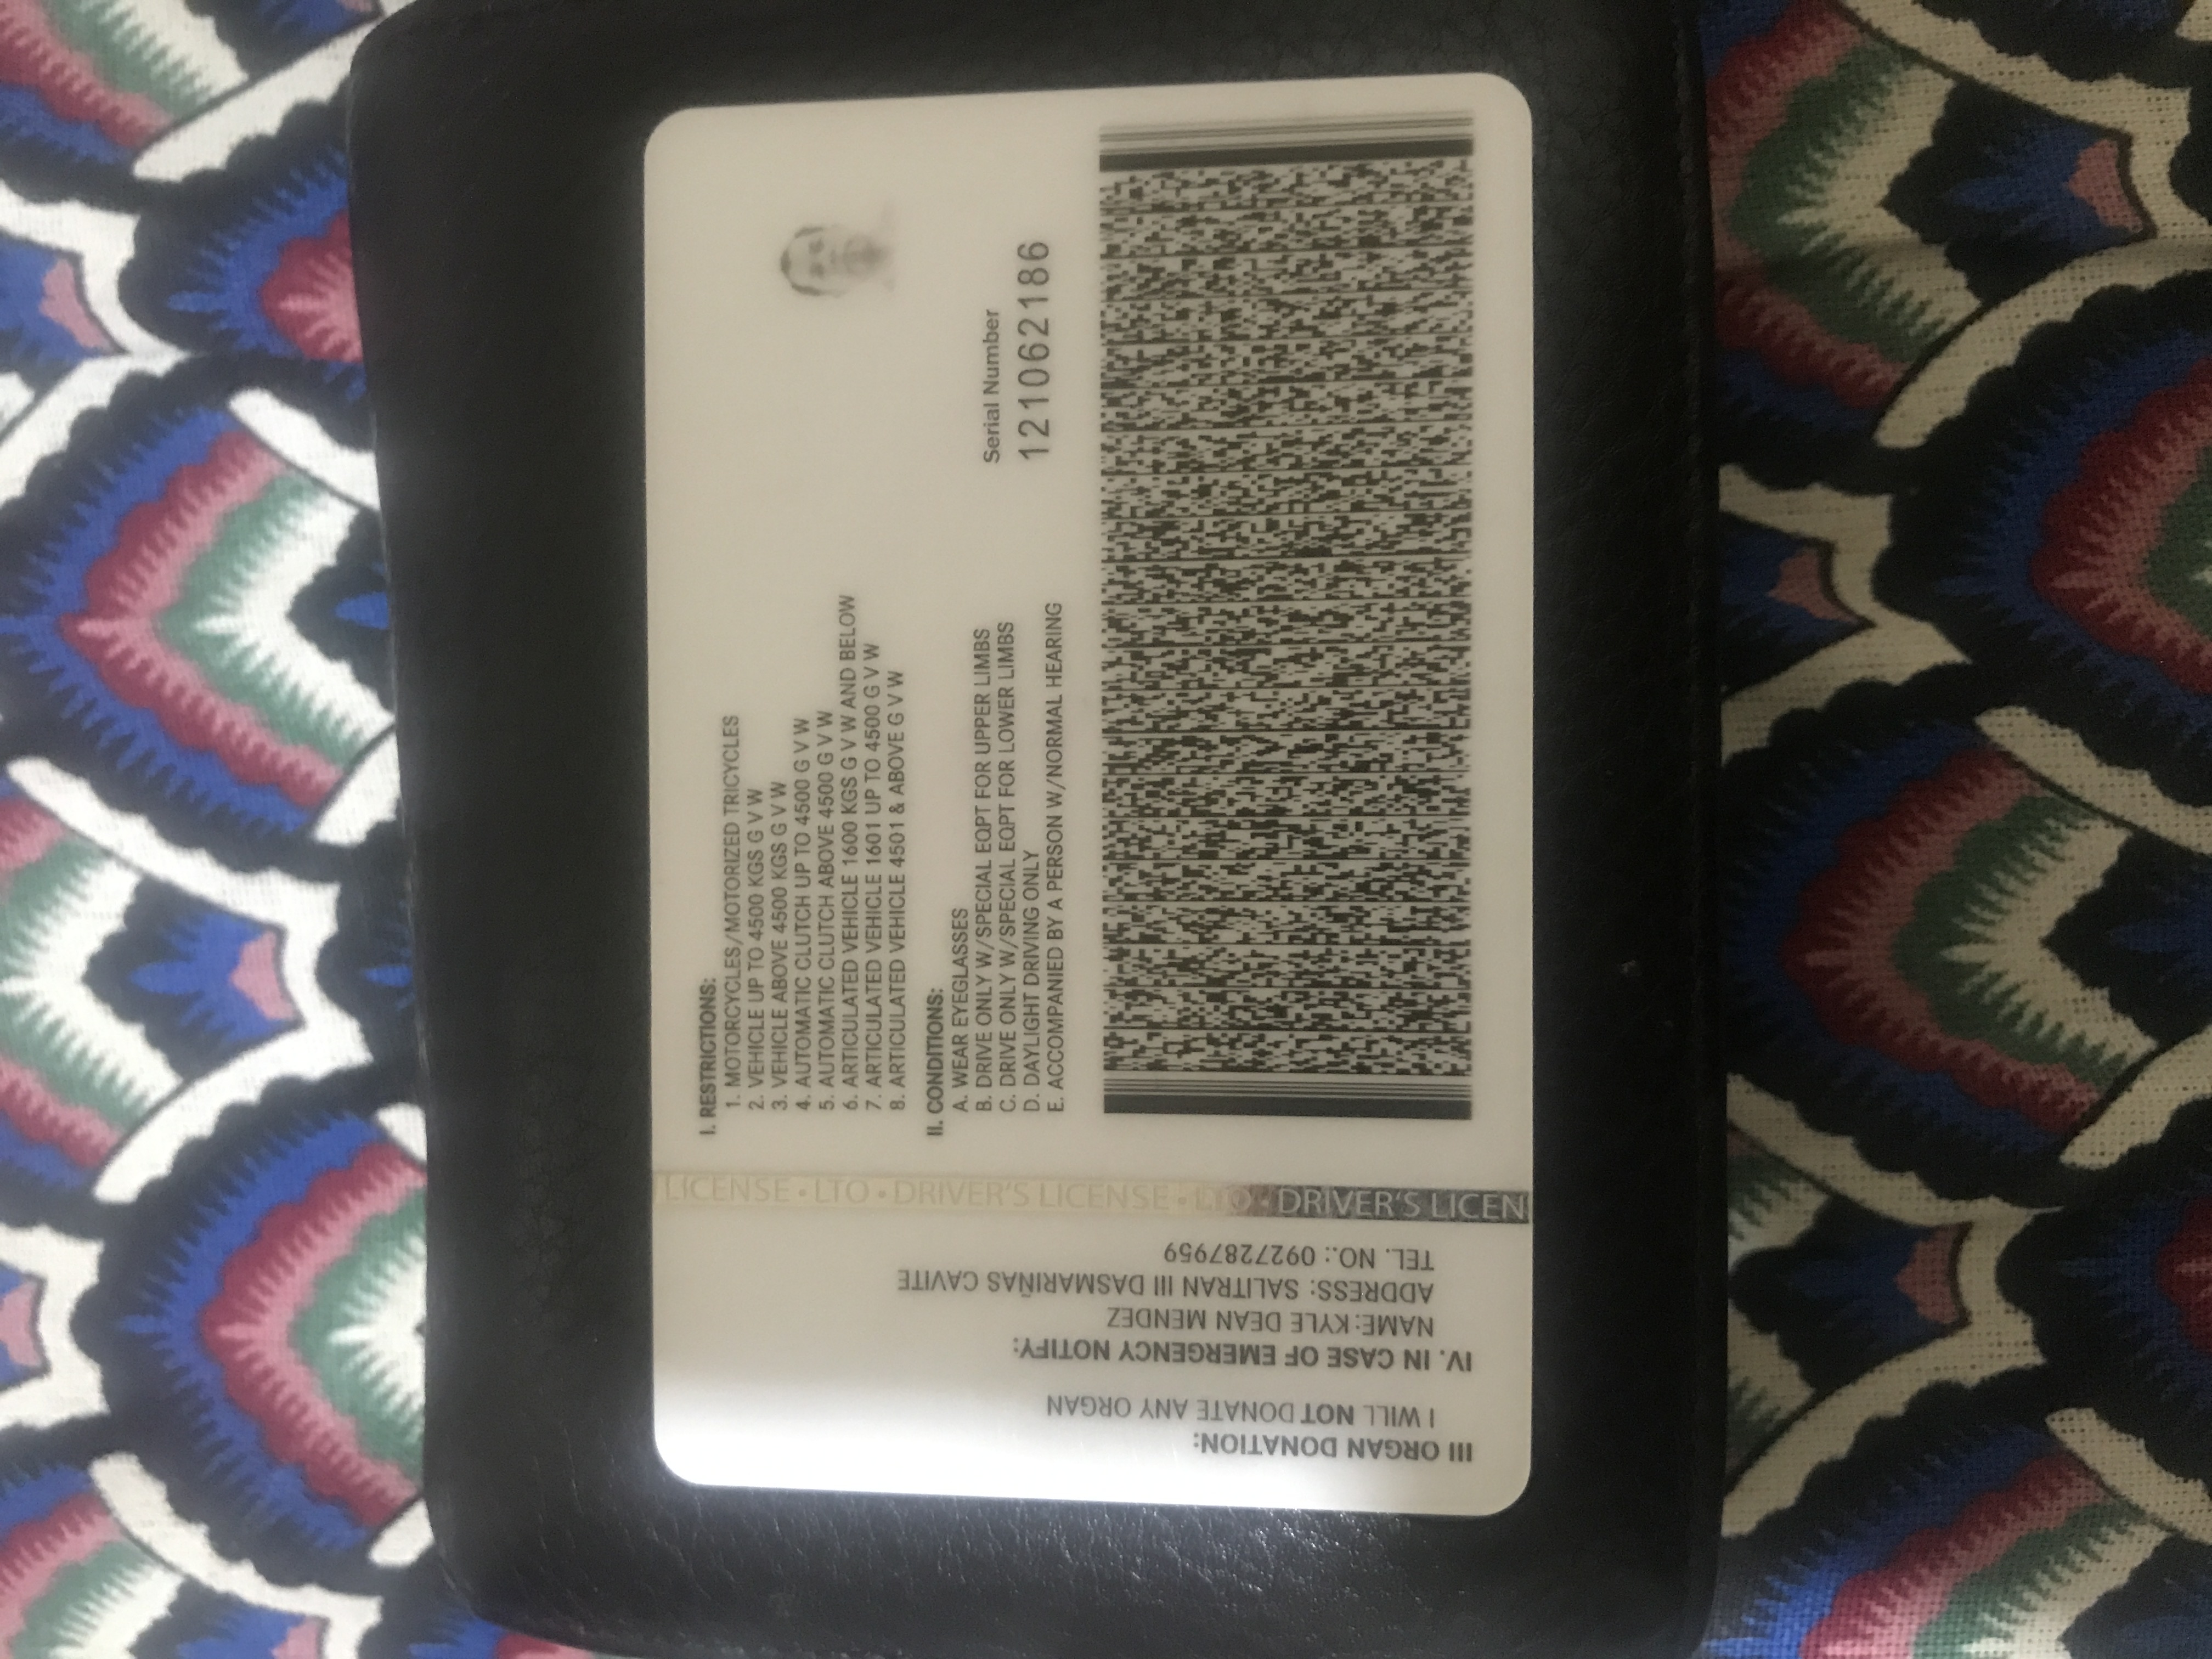 I. RESTRICTIONS:
1. MOTORCYCLES/MOTORIZED TRICYCLES
2. VEHICLE UP TO 4500 KGS G V W
3. VEHICLE ABOVE 4500 KGS G V W
4. AUTOMATIC CLUTCH UP TO 4500 G V W
5. AUTOMATIC CLUTCH ABOVE 4500 G V W
6. ARTICULATED VEHICLE 1600 KGS G V W AND BELOW
7. ARTICULATED VEHICLE 1601 UP TO 4500 G V W
8. ARTICULATED VEHICLE 4501 & ABOVE G V W
II. CONDITIONS:
A. WEAR EYEGLASSES
B. DRIVE ONLY W/SPECIAL EQPT FOR UPPER LIMBS
C. DRIVE ONLY W/SPECIAL EQPT FOR LOWER LIMBS
D. DAYLIGHT DRIVING ONLY
E. ACCOMPANIED BY A PERSON W/NORMAL HEARING
Serial Number
121062186
III ORGAN DONATION:
I WILL NOT DONATE ANY ORGAN
IV. IN CASE OF EMERGENCY NOTIFY:
NAME: KYLE DEAN MENDEZ
ADDRESS: SALITRAN III DASMARIÑAS CAVITE
TEL. NO.: 09272287959
LICENSE • LTO • DRIVER'S LICENSE • LTO • DRIVER'S LICEN